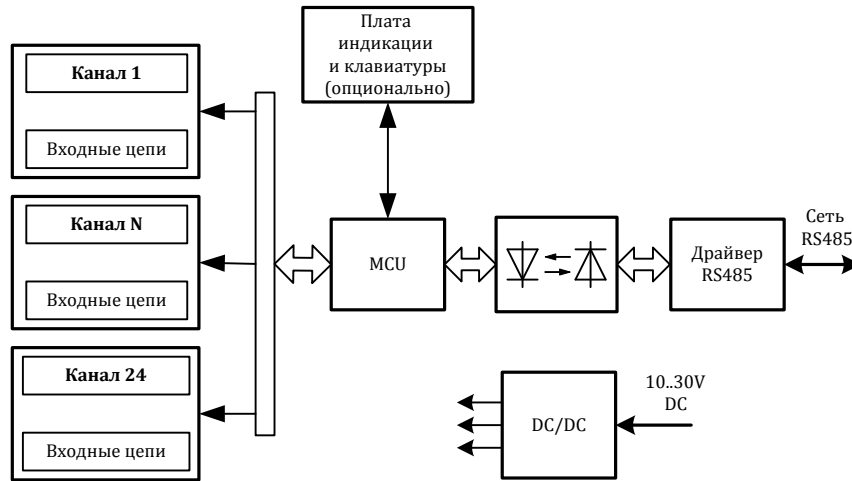 Плата
индикации
и клавиатуры
(опционально)
Канал 1
Входные цепи
Канал N
Входные цепи
Канал 24
Входные цепи
MCU
Драйвер
RS485
Сеть
RS485
DC/DC
10..30V
DC